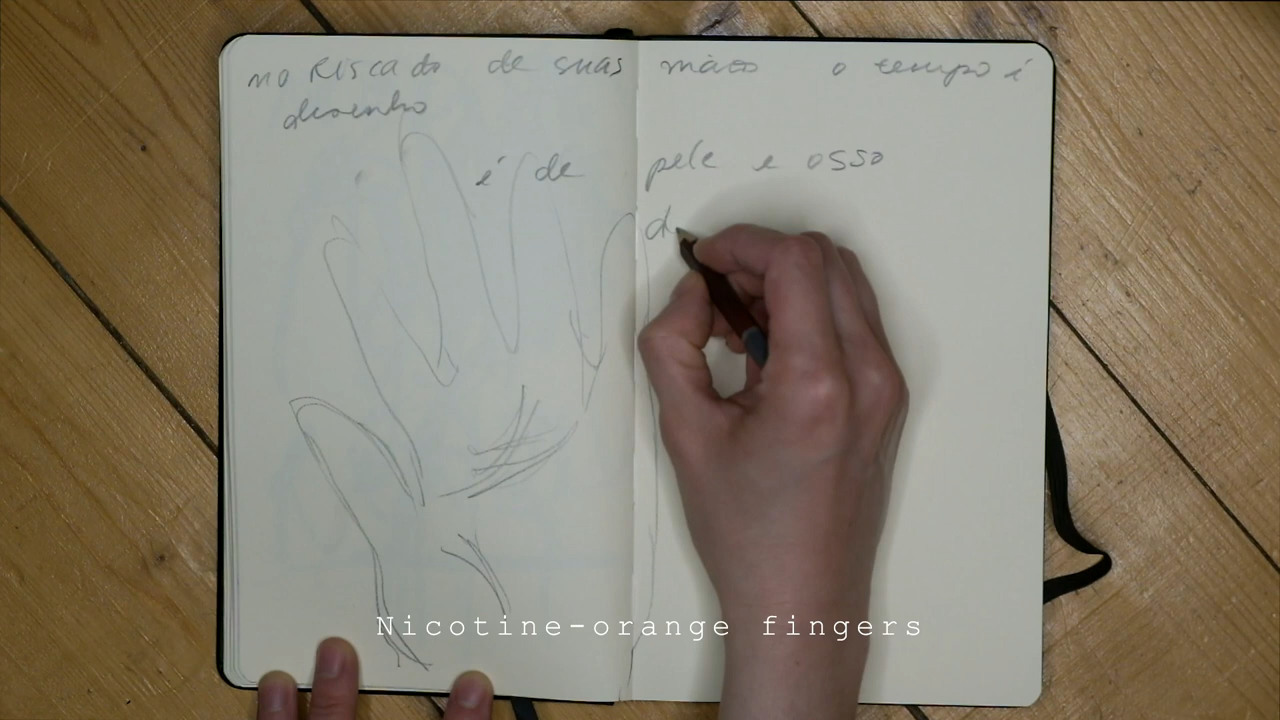 no Riscado de suas mãos o tempo é
desenho
é de pele e osso
d
Nicotine-orange fingers